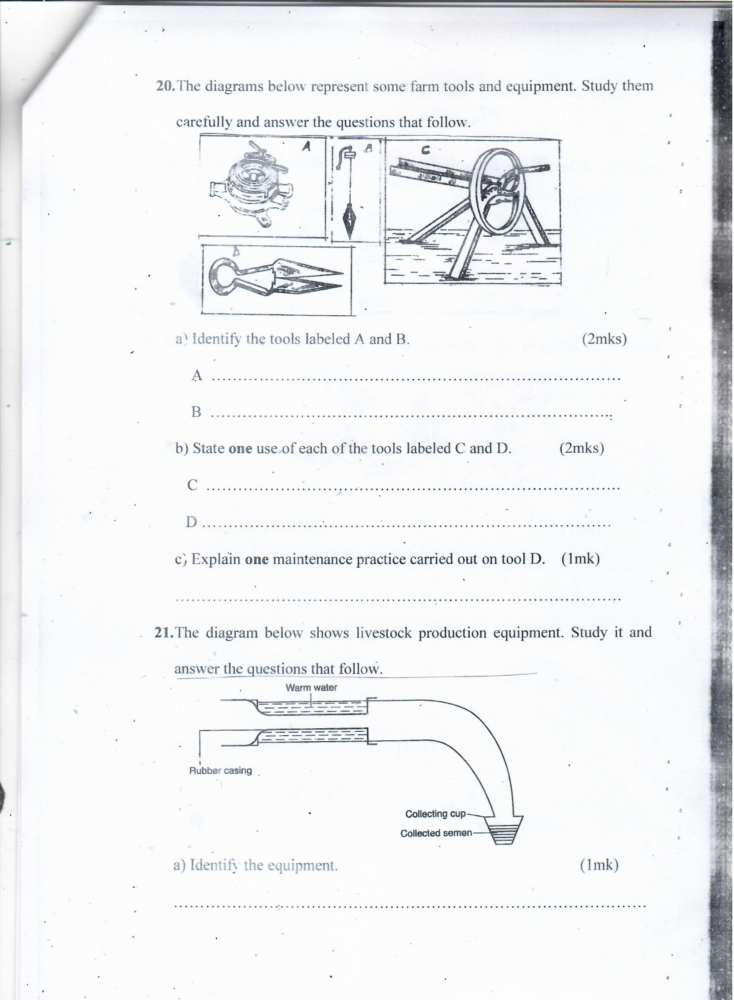 20. The diagrams below represent some farm tools and equipment. Study them
carefully and answer the questions that follow.
A
B
C
D
a) Identify the tools labeled A and B. (2mks)
A ........................................................................
B ........................................................................
b) State one use of each of the tools labeled C and D. (2mks)
C ........................................................................
D ........................................................................
c) Explain one maintenance practice carried out on tool D. (1mk)
........................................................................
21. The diagram below shows livestock production equipment. Study it and
answer the questions that follow.
Warm water
Rubber casing
Collecting cup
Collected semen
a) Identify the equipment. (1mk)
........................................................................